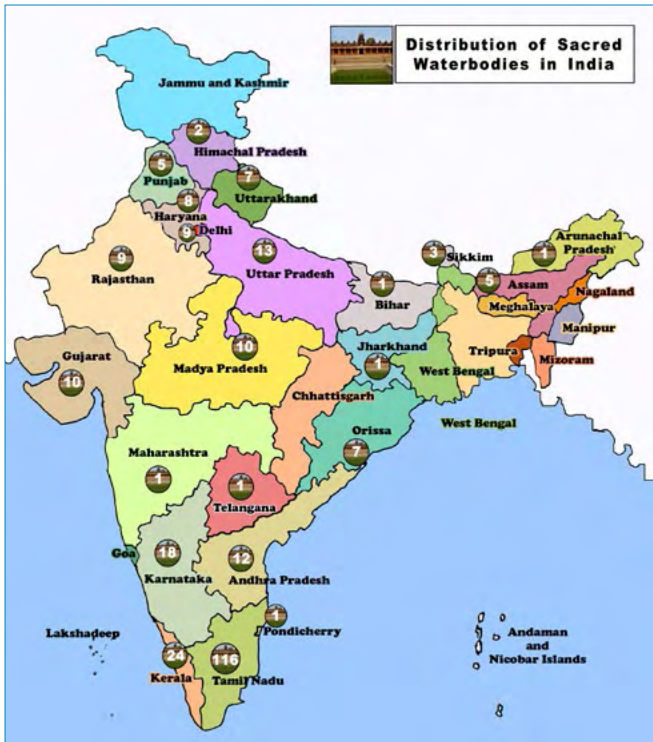 Distribution of Sacred
Waterbodies in India
Jammu and Kashmir
2
Himachal Pradesh
5
Punjab
7
Uttarakhand
8
Haryana
Delhi
9
Rajasthan
13
Uttar Pradesh
3
Sikkim
1
Arunachal
Pradesh
5
Assam
Nagaland
Meghalaya
Manipur
1
Bihar
Gujarat
10
10
Madya Pradesh
Jharkhand
1
Tripura
Mizoram
West Bengal
Chhattisgarh
West Bengal
Orissa
7
Maharashtra
1
1
Telangana
Goa
18
Karnataka
12
Andhra Pradesh
1
Pondicherry
Lakshadeep
Andaman
and
Nicobar Islands
24
Kerala
116
Tamil Nadu